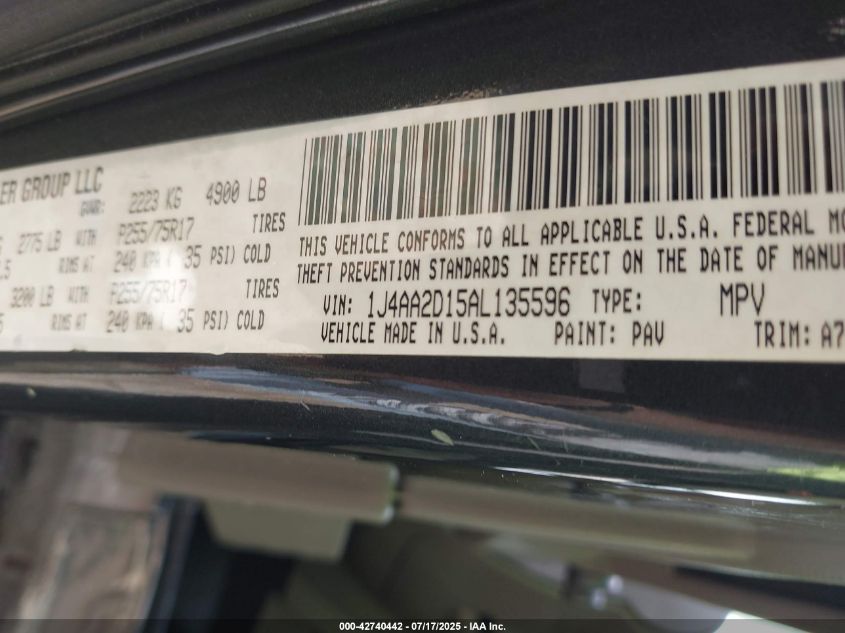 ER GROUP LLC
GVWR: 2223 KG 4900 LB
2775 LB WITH P255/75R17 TIRES
RIMS AT 240 KPA ( 35 PSI) COLD
3200 LB WITH P255/75R17 TIRES
RIMS AT 240 KPA ( 35 PSI) COLD
THIS VEHICLE CONFORMS TO ALL APPLICABLE U.S.A. FEDERAL MO
THEFT PREVENTION STANDARDS IN EFFECT ON THE DATE OF MANU
VIN: 1J4AA2D15AL135596 TYPE: MPV
VEHICLE MADE IN U.S.A. PAINT: PAV TRIM: A7
000-42740442 - 07/17/2025 - IAA Inc.